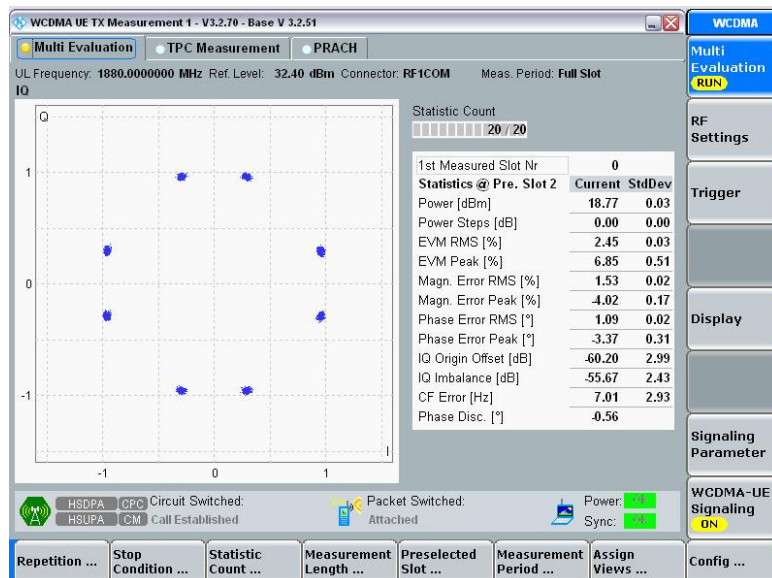 WCDMA UE TX Measurement 1 - V3.2.70 - Base V 3.2.51
WCDMA
Multi Evaluation
TPC Measurement
PRACH
UL Frequency: 1880.0000000 MHz Ref. Level: 32.40 dBm Connector: RF1COM Meas. Period: Full Slot
IQ
Q
1
0
-1
-1 0 1
I
Statistic Count
20 / 20
1st Measured Slot Nr 0
Statistics @ Pre. Slot 2 Current StdDev
Power [dBm] 18.77 0.03
Power Steps [dB] 0.00 0.00
EVM RMS [%] 2.45 0.03
EVM Peak [%] 6.85 0.51
Magn. Error RMS [%] 1.53 0.02
Magn. Error Peak [%] -4.02 0.17
Phase Error RMS [°] 1.09 0.02
Phase Error Peak [°] -3.37 0.31
IQ Origin Offset [dB] -60.20 2.99
IQ Imbalance [dB] -55.67 2.43
CF Error [Hz] 7.01 2.93
Phase Disc. [°] -0.56
Multi
Evaluation
RUN
RF
Settings
Trigger
Display
Signaling
Parameter
WCDMA-UE
Signaling
ON
HSDPA CPC Circuit Switched:
HSUPA CM Call Established
Packet Switched:
Attached
Power:
Sync:
Repetition ...
Stop
Condition ...
Statistic
Count ...
Measurement
Length ...
Preselected
Slot ...
Measurement
Period ...
Assign
Views ...
Config ...